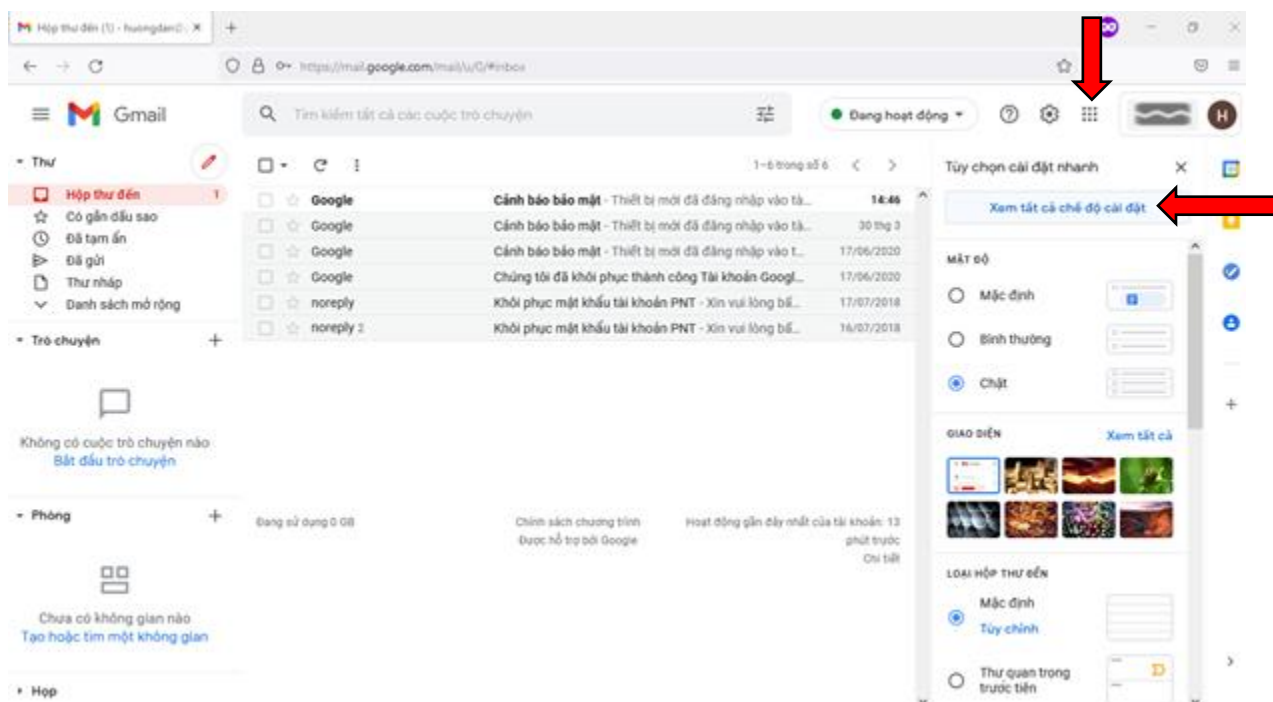 Hộp thư đến (1) - huongdan
https://mail.google.com/mail/u/0/#inbox
Gmail
Tìm kiếm tất cả các cuộc trò chuyện
Đang hoạt động
H
Thư
Hộp thư đến 1
Có gắn dấu sao
Đã tạm ẩn
Đã gửi
Thư nháp
Danh sách mở rộng
Trò chuyện
Không có cuộc trò chuyện nào
Bắt đầu trò chuyện
Phòng
Chưa có không gian nào
Tạo hoặc tìm một không gian
Họp
1–6 trong số 6
Google Cảnh báo bảo mật - Thiết bị mới đã đăng nhập vào tà... 14:46
Google Cảnh báo bảo mật - Thiết bị mới đã đăng nhập vào tà... 30 thg 3
Google Cảnh báo bảo mật - Thiết bị mới đã đăng nhập vào t... 17/06/2020
Google Chúng tôi đã khôi phục thành công Tài khoản Googl... 17/06/2020
noreply Khôi phục mật khẩu tài khoản PNT - Xin vui lòng bấ... 17/07/2018
noreply 2 Khôi phục mật khẩu tài khoản PNT - Xin vui lòng bấ... 16/07/2018
Đang sử dụng 0 GB
Chính sách chương trình
Được hỗ trợ bởi Google
Hoạt động gần đây nhất của tài khoản: 13
phút trước
Chi tiết
Tùy chọn cài đặt nhanh
Xem tất cả chế độ cài đặt
MẬT ĐỘ
Mặc định
Bình thường
Chật
GIAO DIỆN Xem tất cả
LOẠI HỘP THƯ ĐẾN
Mặc định
Tùy chỉnh
Thư quan trọng
trước tiên